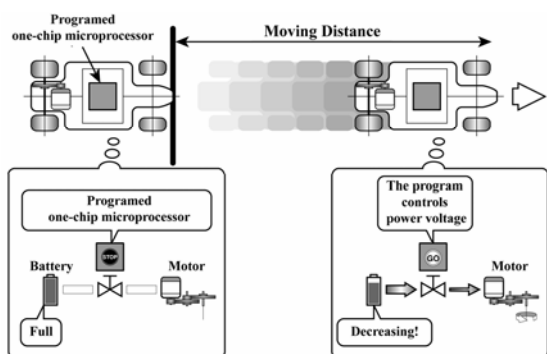 Programed
one-chip microprocessor
Moving Distance
Programed
one-chip microprocessor
STOP
Battery
Motor
Full
The program
controls
power voltage
GO
Motor
Decreasing!